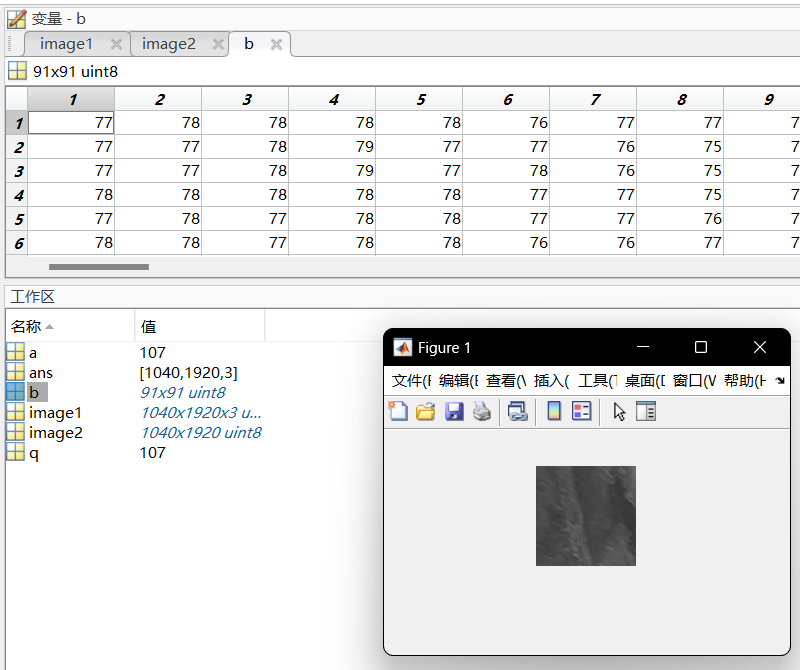 变量 - b
image1 image2 b
91x91 uint8
1 2 3 4 5 6 7 8 9
1 77 78 78 78 78 76 77 77 7
2 77 77 78 79 77 77 76 75 7
3 77 77 78 79 77 78 76 75 7
4 78 78 78 78 78 77 77 75 7
5 77 78 77 78 78 77 77 76 7
6 78 78 77 78 78 76 76 77 7
工作区
名称 值
a 107
ans [1040,1920,3]
b 91x91 uint8
image1 1040x1920x3 u...
image2 1040x1920 uint8
q 107
Figure 1
文件(F 编辑(E 查看(V 插入( 工具(T 桌面(D 窗口(W 帮助(H